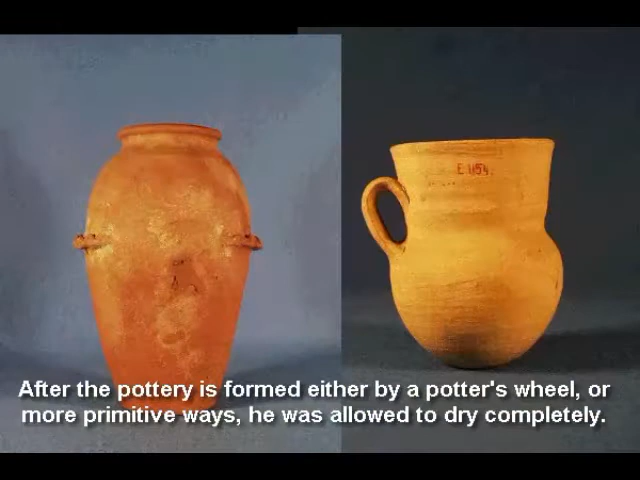 E.1154.
After the pottery is formed either by a potter's wheel, or
more primitive ways, he was allowed to dry completely.